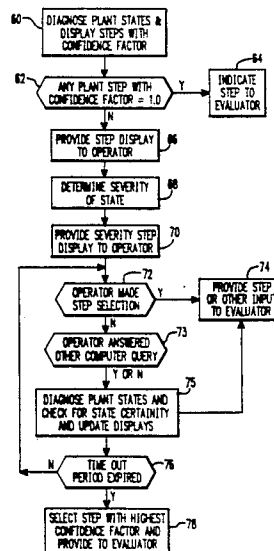 60
DIAGNOSE PLANT STATES &
DISPLAY STEPS WITH
CONFIDENCE FACTOR
62
ANY PLANT STEP WITH
CONFIDENCE FACTOR = 1.0
Y
64
INDICATE
STEP TO
EVALUATOR
N
PROVIDE STEP DISPLAY
TO OPERATOR
66
DETERMINE SEVERITY
OF STATE
68
PROVIDE SEVERITY STEP
DISPLAY TO OPERATOR
70
72
OPERATOR MADE
STEP SELECTION
Y
74
PROVIDE STEP
OR OTHER INPUT
TO EVALUATOR
N
73
OPERATOR ANSWERED
OTHER COMPUTER QUERY
Y OR N
75
DIAGNOSE PLANT STATES AND
CHECK FOR STATE CERTAINITY
AND UPDATE DISPLAYS
N
TIME OUT
PERIOD EXPIRED
76
Y
SELECT STEP WITH HIGHEST
CONFIDENCE FACTOR AND
PROVIDE TO EVALUATOR
78